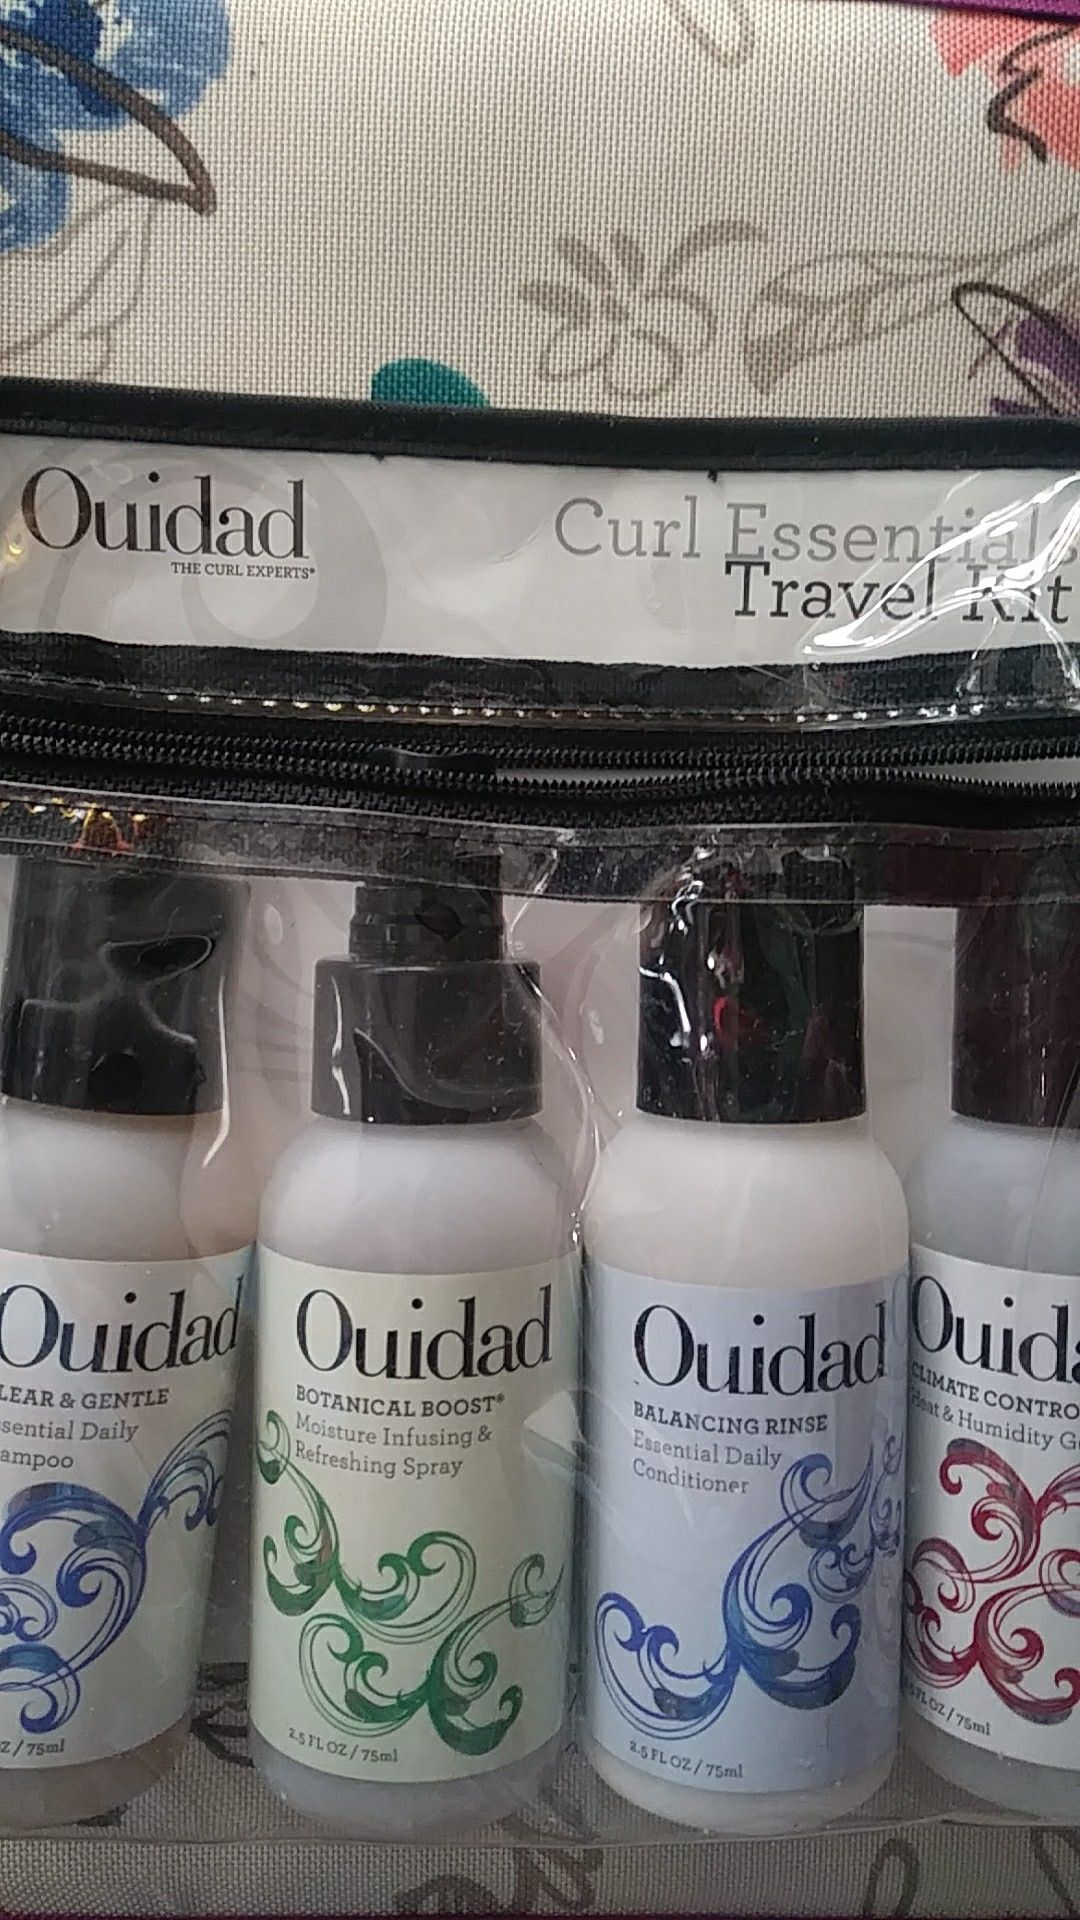 Ouidad
THE CURL EXPERTS®
Curl Essentials
Travel Kit
Ouidad
LEAR & GENTLE
sential Daily
ampoo
Z / 75ml
Ouidad
BOTANICAL BOOST®
Moisture Infusing &
Refreshing Spray
2.5 FL OZ / 75ml
Ouidad
BALANCING RINSE
Essential Daily
Conditioner
2.5 FL OZ / 75ml
Ouida
CLIMATE CONTRO
Heat & Humidity G
.5 FL OZ / 75ml